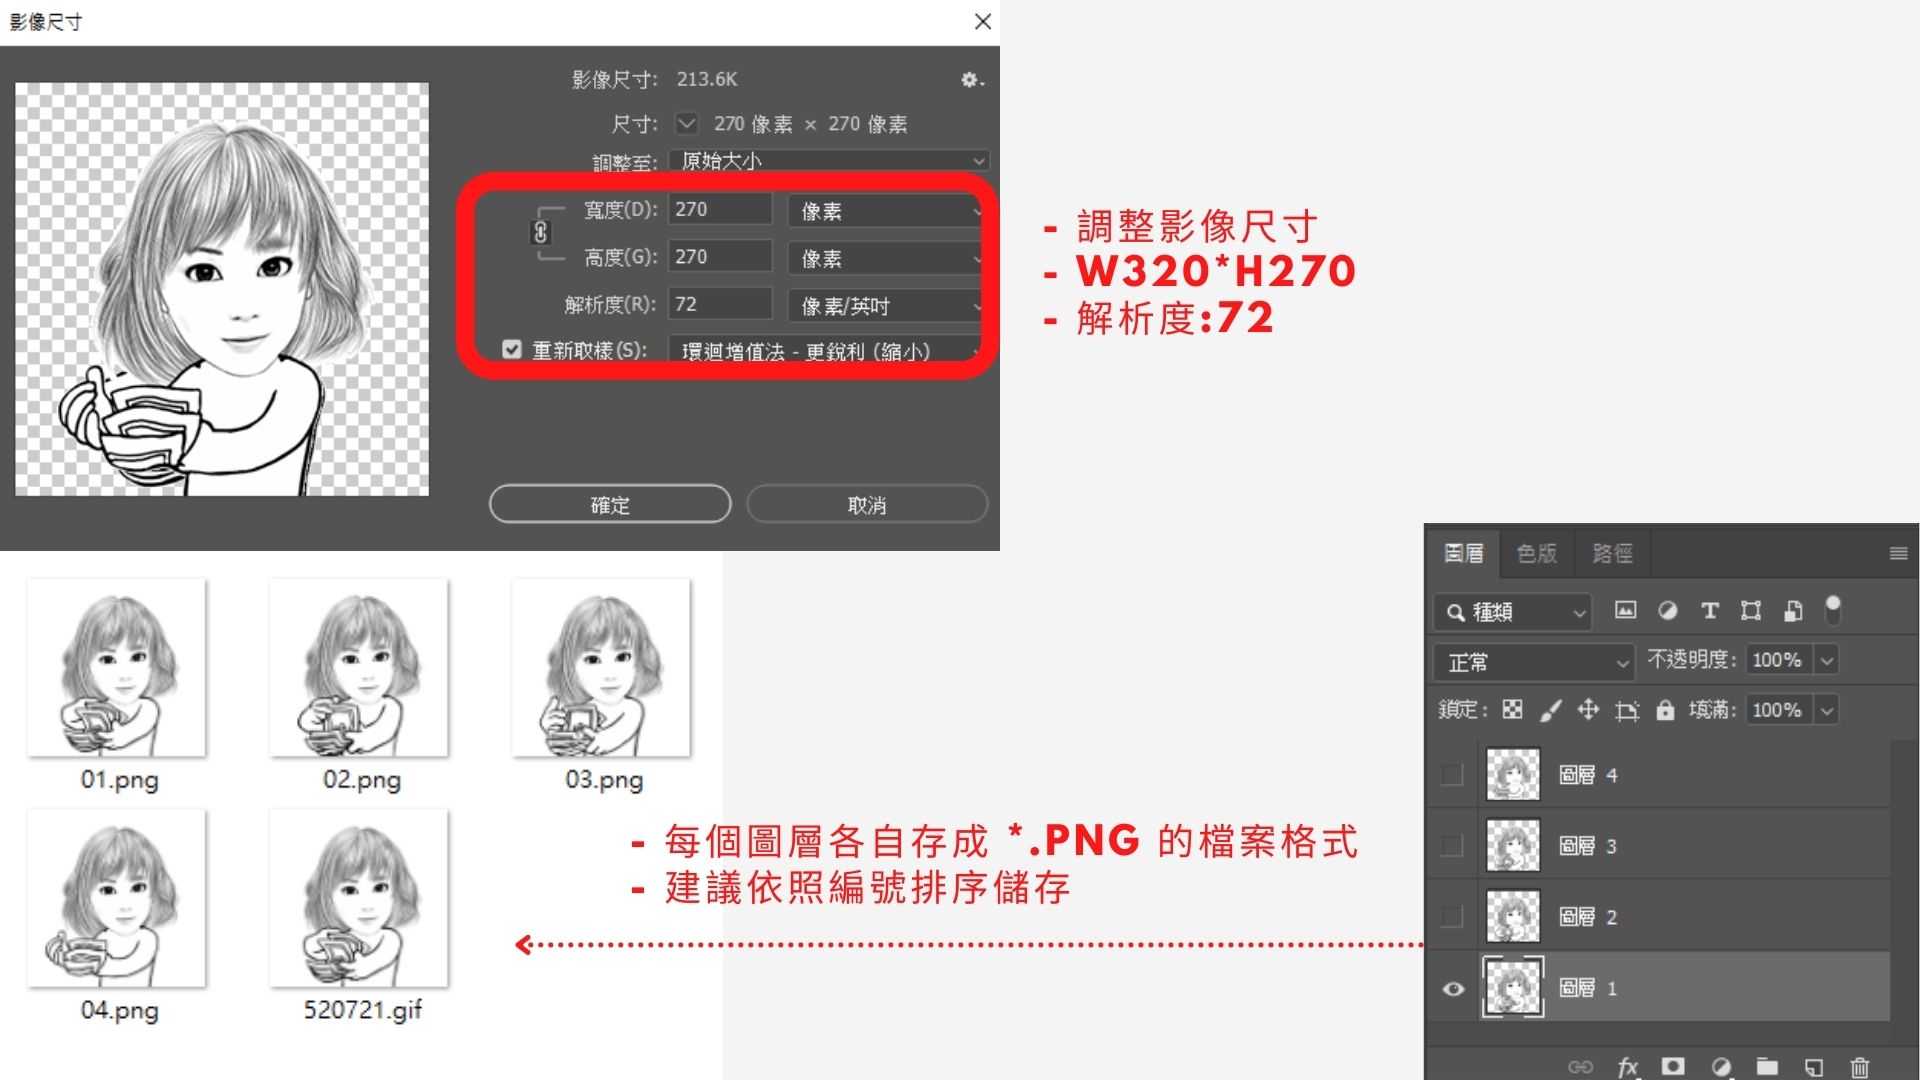 影像尺寸
影像尺寸: 213.6K
尺寸: 270 像素 × 270 像素
調整至: 原始大小
寬度(D): 270 像素
高度(G): 270 像素
解析度(R): 72 像素/英吋
重新取樣(S): 環迴增值法 - 更銳利 (縮小)
確定 取消
- 調整影像尺寸
- W320*H270
- 解析度:72
01.png 02.png 03.png
04.png 520721.gif
- 每個圖層各自存成 *.PNG 的檔案格式
- 建議依照編號排序儲存
圖層 色版 路徑
種類
正常 不透明度: 100%
鎖定: 填滿: 100%
圖層 4
圖層 3
圖層 2
圖層 1
fx